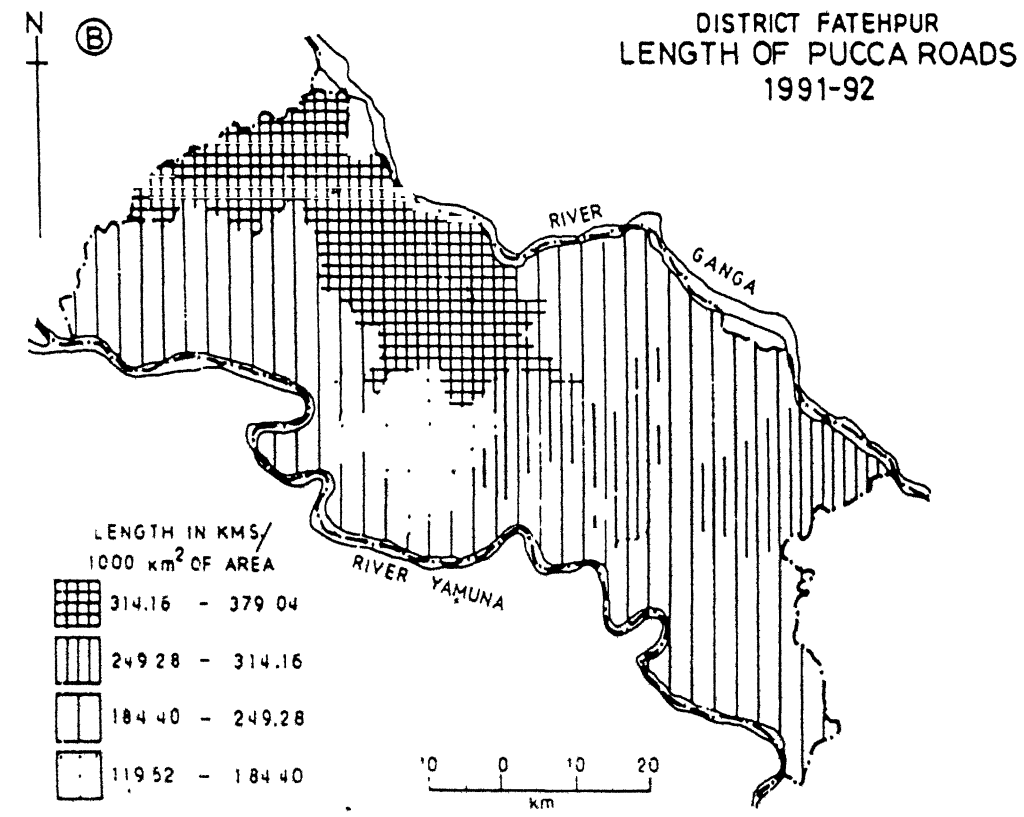 N
B
DISTRICT FATEHPUR
LENGTH OF PUCCA ROADS
1991-92
RIVER GANGA
RIVER YAMUNA
LENGTH IN KMS/
1000 KM² OF AREA
314.16 - 379 04
249 28 - 314.16
184 40 - 249.28
119 52 - 184 40
10 0 10 20
km